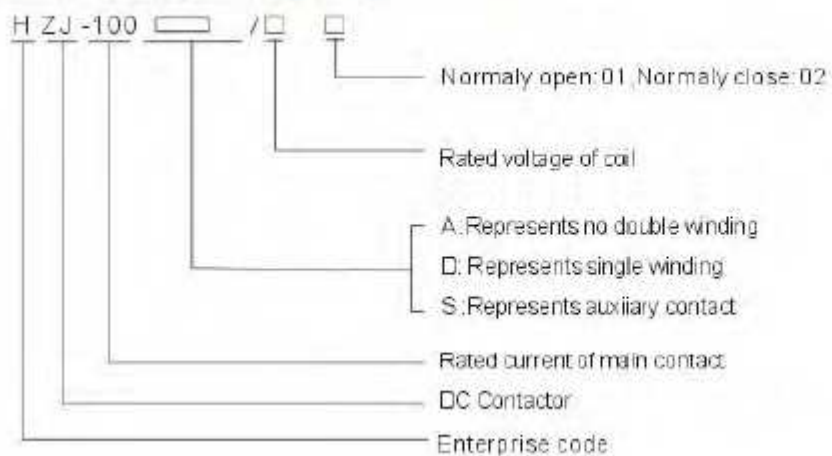 H ZJ -100 / 
Normaly open:01,Normaly close:02
Rated voltage of coil
A:Represents no double winding
D: Represents single winding
S:Represents auxiiary contact
Rated current of main contact
DC Contactor
Enterprise code